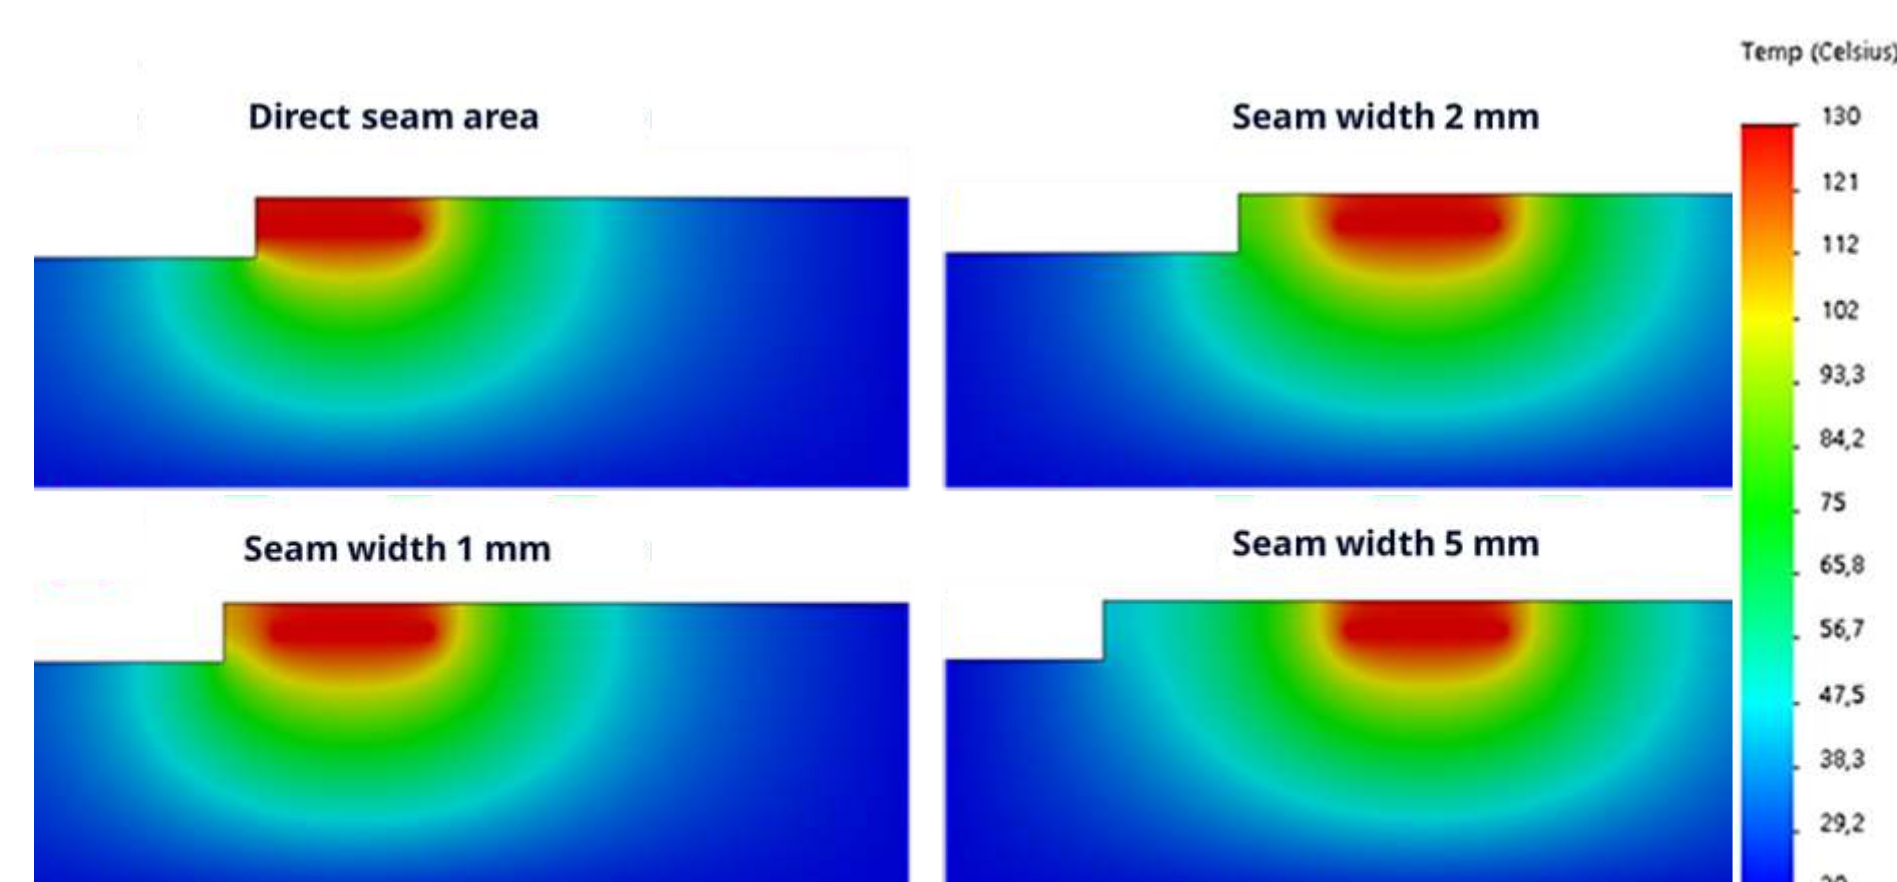 Temp (Celsius)
Direct seam area
Seam width 2 mm
130
121
112
102
93,3
84,2
75
Seam width 1 mm
Seam width 5 mm
65,8
56,7
47,5
38,3
29,2